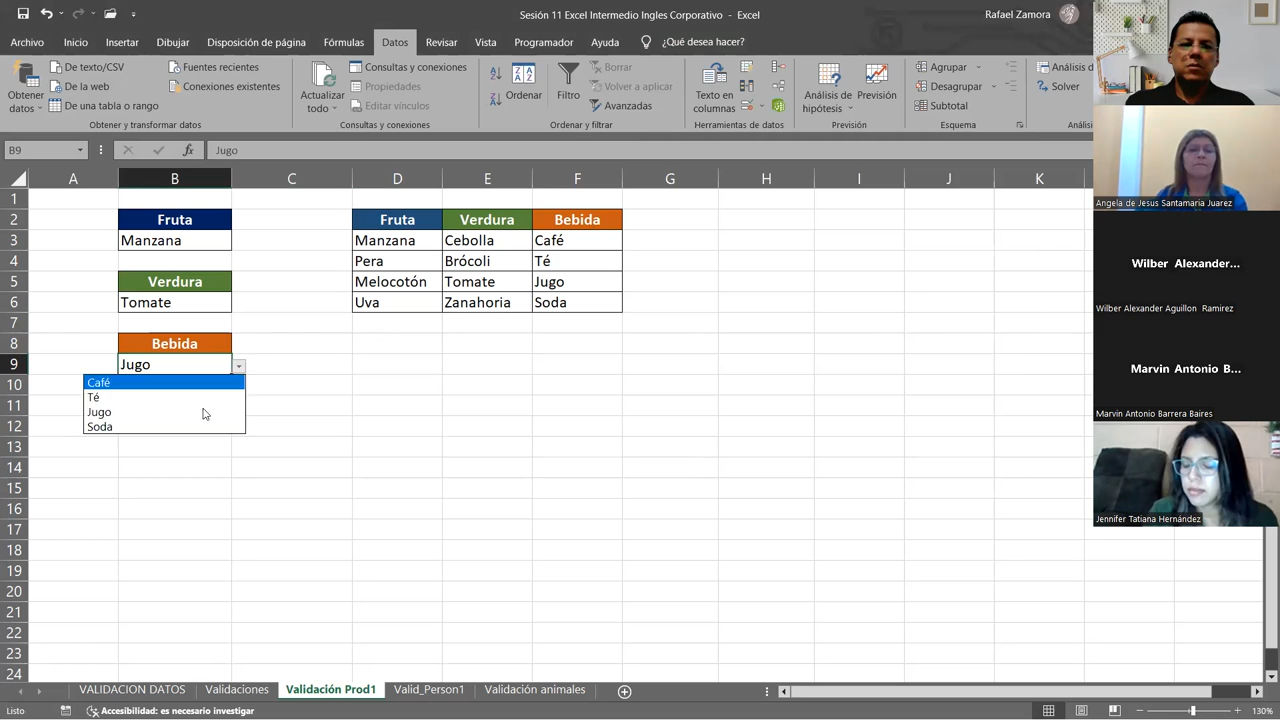 Sesión 11 Excel Intermedio Ingles Corporativo - Excel
Rafael Zamora
Archivo Inicio Insertar Dibujar Disposición de página Fórmulas Datos Revisar Vista Programador Ayuda ¿Qué desea hacer?
Obtener datos
De texto/CSV
De la web
De una tabla o rango
Fuentes recientes
Conexiones existentes
Obtener y transformar datos
Actualizar todo
Consultas y conexiones
Propiedades
Editar vínculos
Consultas y conexiones
Ordenar
Filtro
Borrar
Volver a aplicar
Avanzadas
Ordenar y filtrar
Texto en columnas
Herramientas de datos
Análisis de hipótesis
Previsión
Previsión
Agrupar
Desagrupar
Subtotal
Esquema
Análisis d
Solver
Anális
B9
fx
Jugo
A B C D E F G H I J K
1
2 Fruta Fruta Verdura Bebida
3 Manzana Manzana Cebolla Café
4 Pera Brócoli Té
5 Verdura Melocotón Tomate Jugo
6 Tomate Uva Zanahoria Soda
7
8 Bebida
9 Jugo
10
11
12
13
14
15
16
17
18
19
20
21
22
23
24
Café
Té
Jugo
Soda
Angela de Jesus Santamaria Juarez
Wilber Alexander...
Wilber Alexander Aguillon Ramirez
Marvin Antonio B...
Marvin Antonio Barrera Baires
Jennifer Tatiana Hernández
VALIDACION DATOS Validaciones Validación Prod1 Valid_Person1 Validación animales
Listo
Accesibilidad: es necesario investigar
130%